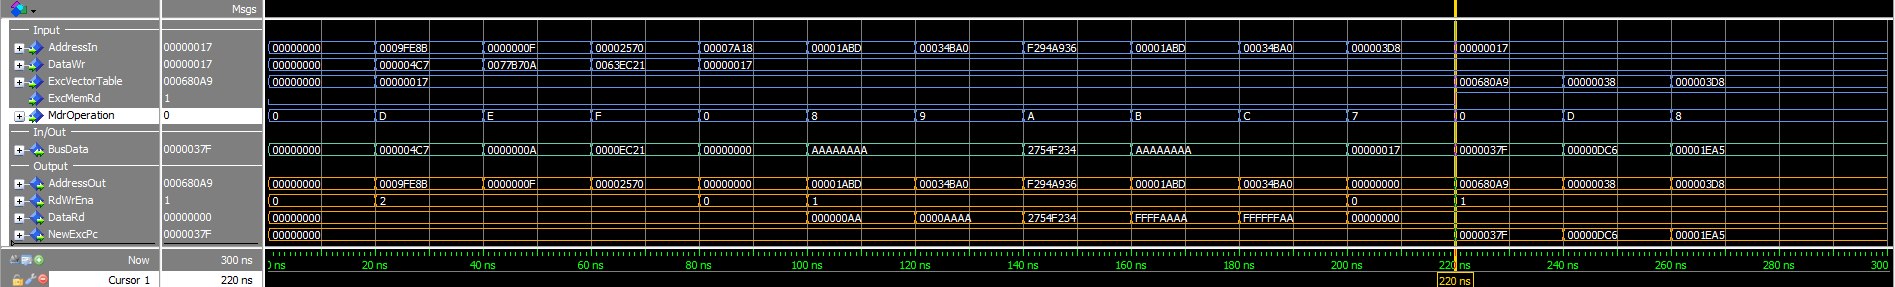 Msgs
Input
AddressIn 00000017 00000000 0009FE8B 0000000F 00002570 00007A18 00001ABD 00034BA0 F294A936 00001ABD 00034BA0 000003D8 00000017
DataWr 00000017 00000000 000004C7 0077B70A 0063EC21 00000017
ExcVectorTable 000680A9 00000000 00000017 000680A9 00000038 000003D8
ExcMemRd 1
MdrOperation 0 0 D E F 0 8 9 A B C 7 0 D 8
In/Out
BusData 0000037F 00000000 000004C7 0000000A 0000EC21 00000000 AAAAAAAA 2754F234 AAAAAAAA 00000017 0000037F 00000DC6 00001EA5
Output
AddressOut 000680A9 00000000 0009FE8B 0000000F 00002570 00000000 00001ABD 00034BA0 F294A936 00001ABD 00034BA0 00000000 000680A9 00000038 000003D8
RdWrEna 1 0 2 0 1 0 1
DataRd 00000000 00000000 000000AA 0000AAAA 2754F234 FFFFAAAA FFFFFFAA 00000000
NewExcPc 0000037F 00000000 0000037F 00000DC6 00001EA5
Now 300 ns ns 20 ns 40 ns 60 ns 80 ns 100 ns 120 ns 140 ns 160 ns 180 ns 200 ns 220 ns 240 ns 260 ns 280 ns 300
Cursor 1 220 ns 220 ns